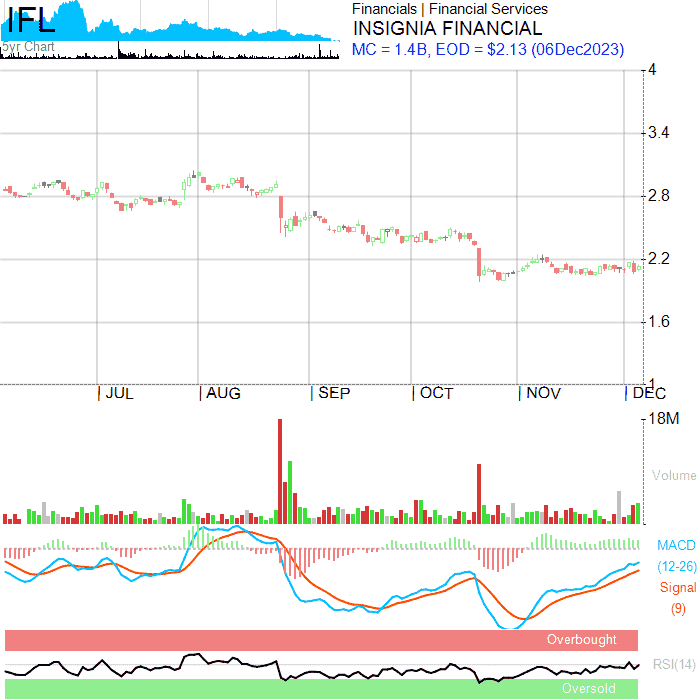 IFL
5yr Chart
Financials | Financial Services
INSIGNIA FINANCIAL
MC = 1.4B, EOD = $2.13 (06Dec2023)
4
3.4
2.8
2.2
1.6
1
| JUL | AUG | SEP | OCT | NOV | DEC
18M
Volume
MACD
(12-26)
Signal
(9)
Overbought
RSI(14)
Oversold